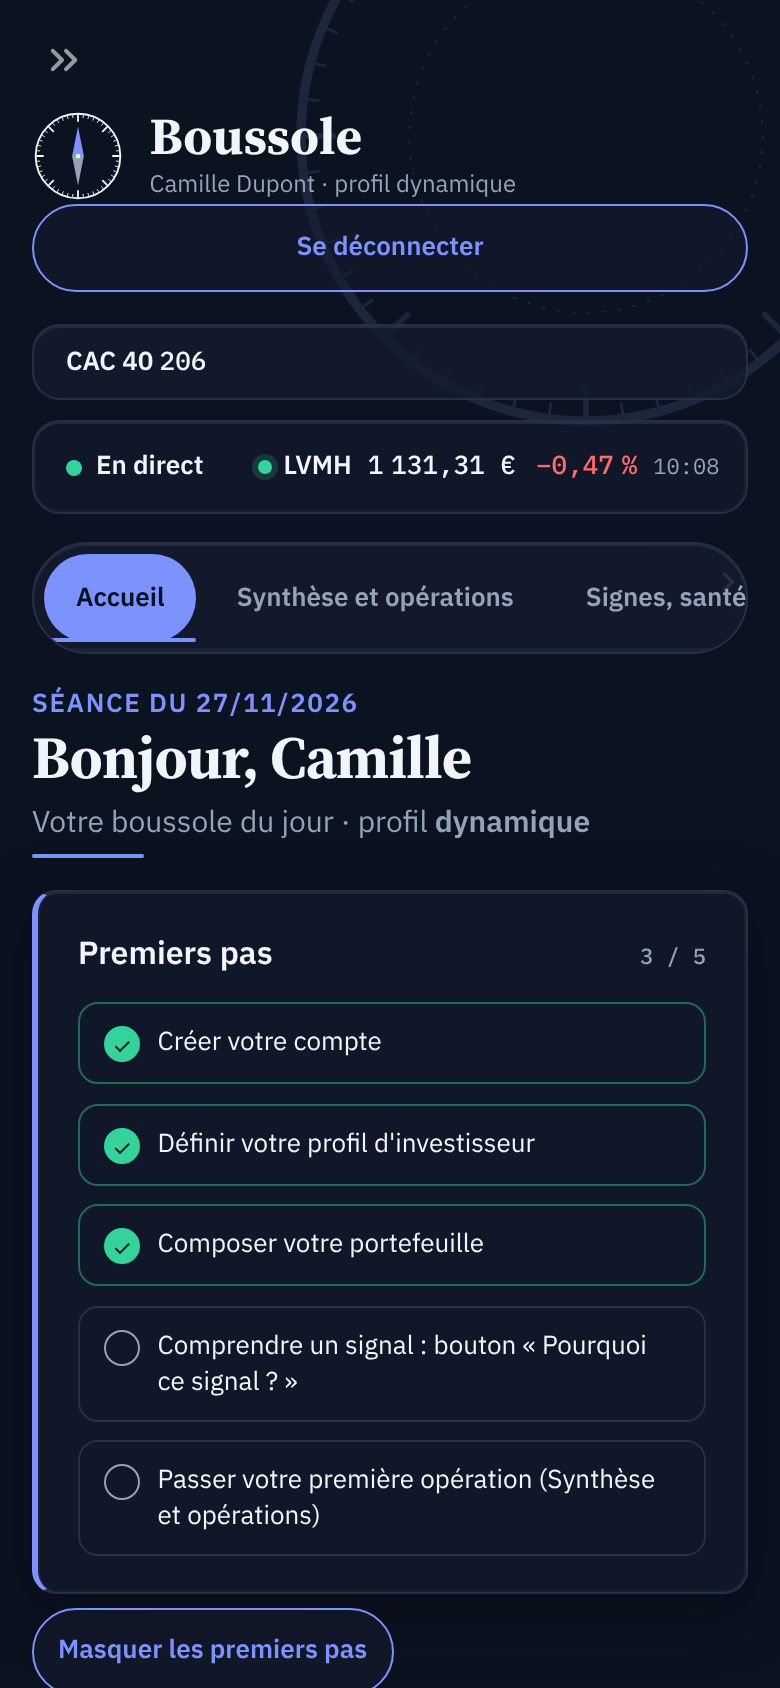 Boussole
Camille Dupont · profil dynamique
Se déconnecter
CAC 40 206
En direct LVMH 1 131,31 € −0,47 % 10:08
Accueil Synthèse et opérations Signes, santé
SÉANCE DU 27/11/2026
Bonjour, Camille
Votre boussole du jour · profil dynamique
Premiers pas 3 / 5
Créer votre compte
Définir votre profil d'investisseur
Composer votre portefeuille
Comprendre un signal : bouton « Pourquoi
ce signal ? »
Passer votre première opération (Synthèse
et opérations)
Masquer les premiers pas